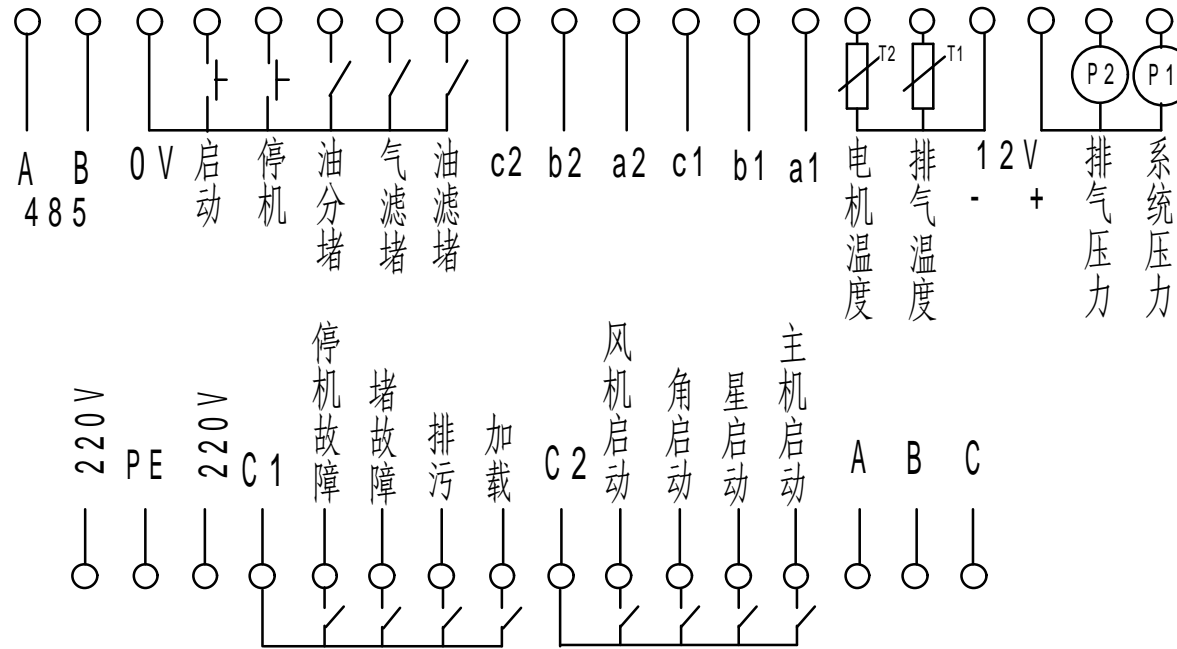 T2
T1
P2
P1
A
B
485
0V
启动
停机
油分堵
气滤堵
油滤堵
c2
b2
a2
c1
b1
a1
电机温度
排气温度
12V
-
+
排气压力
系统压力
220V
PE
220V
C1
停机故障
堵故障
排污
加载
C2
风机启动
角启动
星启动
主机启动
A
B
C